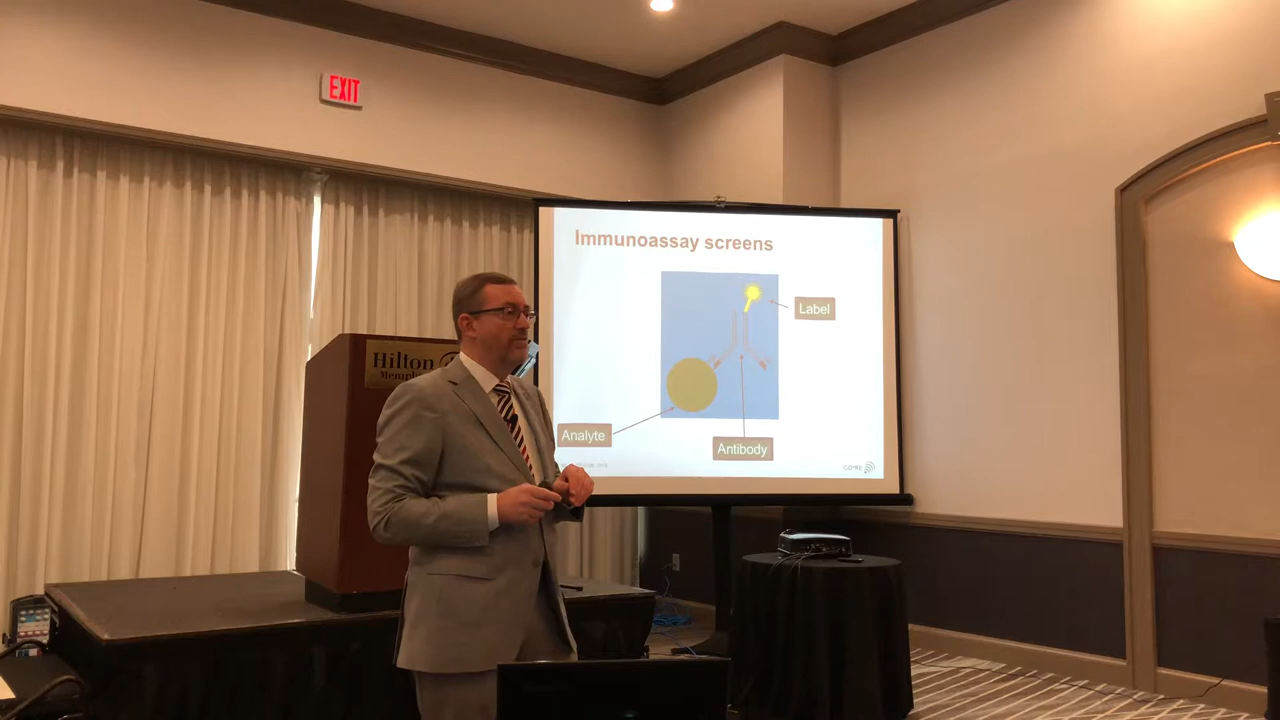 EXIT
Immunoassay screens
Label
Hilton
Analyte
Antibody